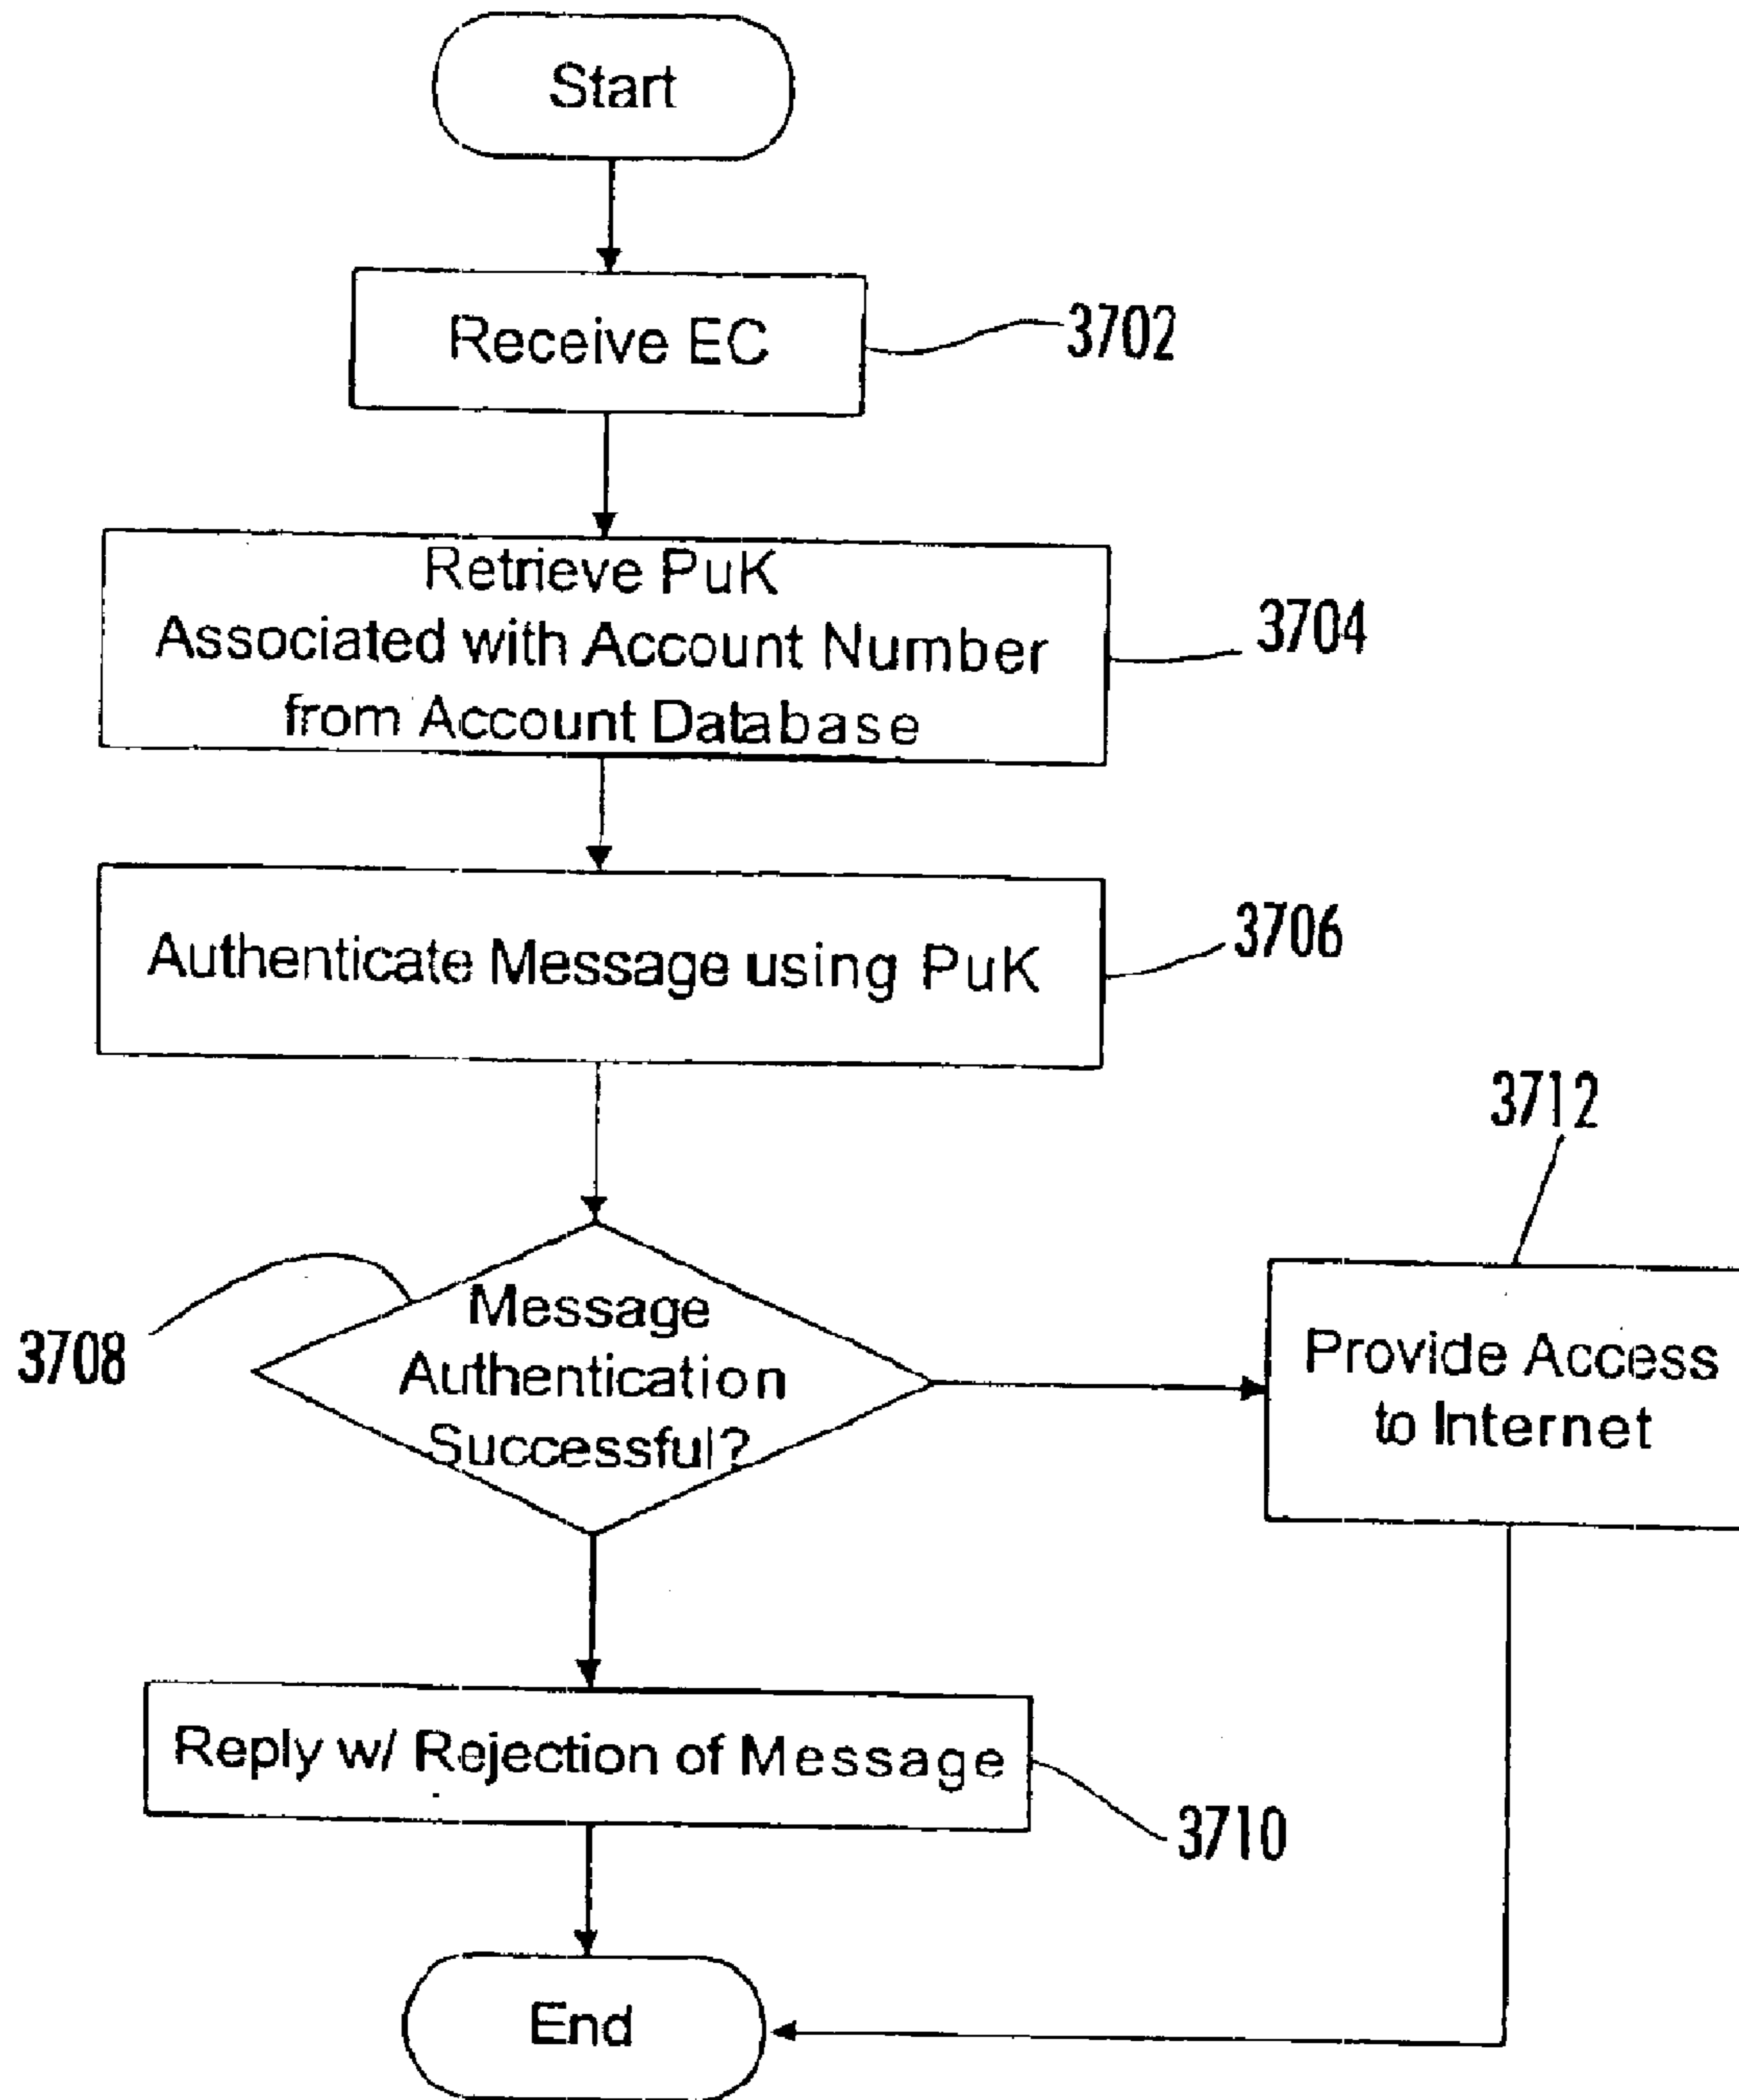 Start
Receive EC
3702
Retrieve PuK
Associated with Account Number
from Account Database
3704
Authenticate Message using PuK
3706
Message
Authentication
Successful?
3708
3712
Provide Access
to Internet
Reply w/ Rejection of Message
3710
End